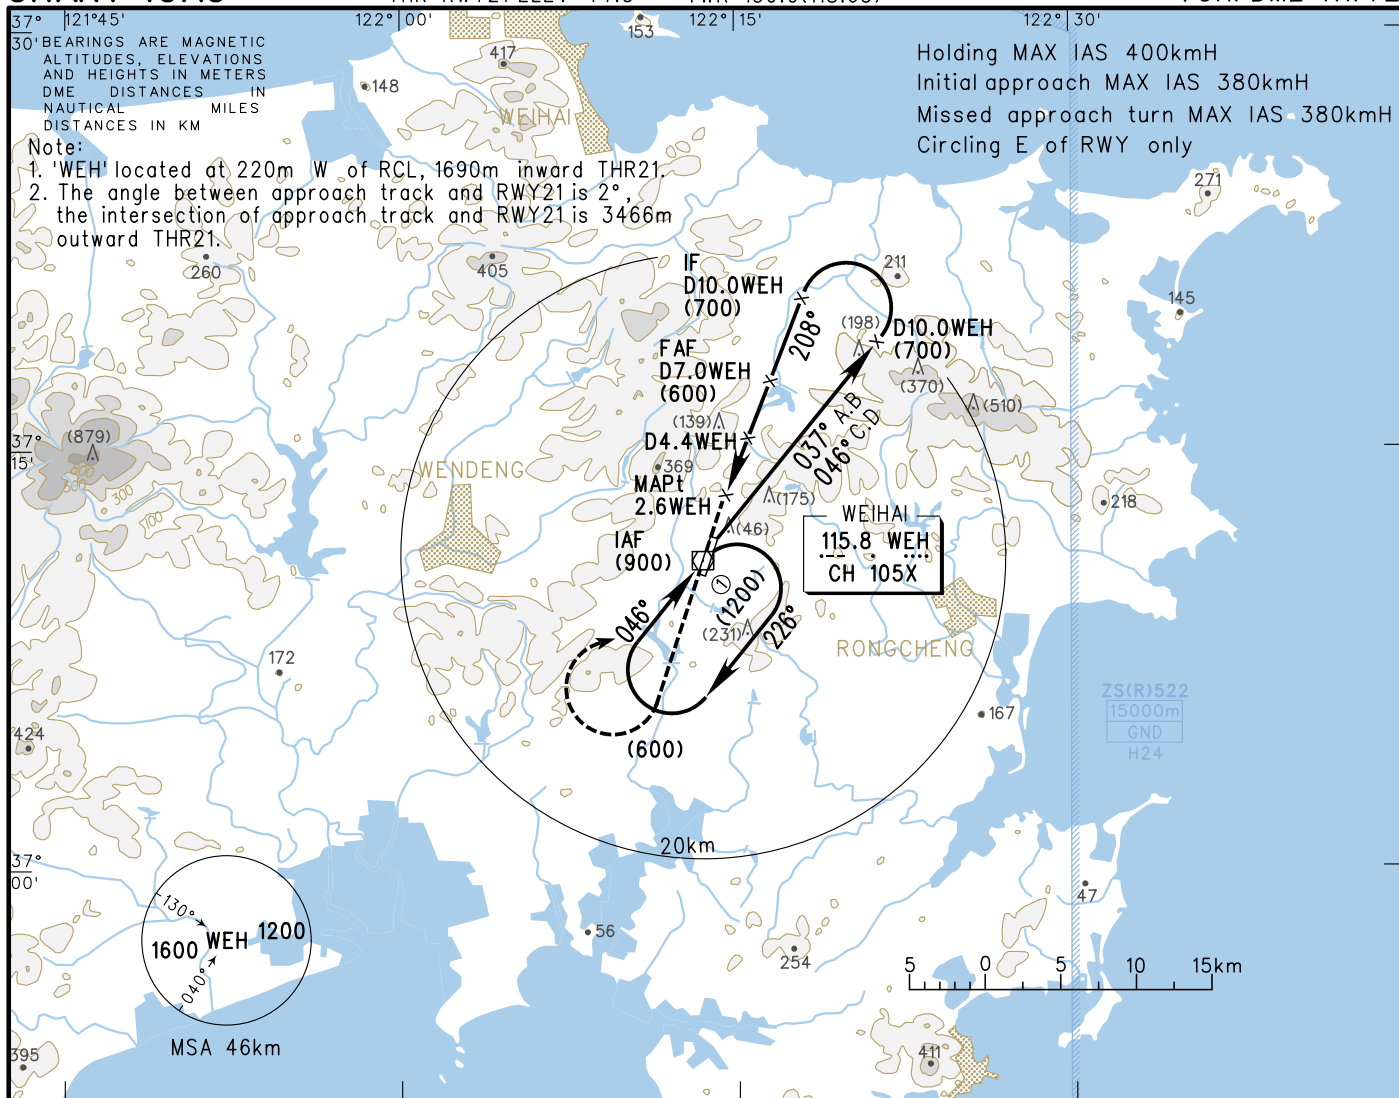 121°45'
122°00'
122°15'
122°30'
37°
30'
BEARINGS ARE MAGNETIC
ALTITUDES, ELEVATIONS
AND HEIGHTS IN METERS
DME DISTANCES IN
NAUTICAL MILES
DISTANCES IN KM
Note:
1. 'WEH' located at 220m W of RCL, 1690m inward THR21.
2. The angle between approach track and RWY21 is 2°,
the intersection of approach track and RWY21 is 3466m
outward THR21.
Holding MAX IAS 400kmH
Initial approach MAX IAS 380kmH
Missed approach turn MAX IAS 380kmH
Circling E of RWY only
153
417
148
WEIHAI
271
260
405
211
145
IF
D10.0WEH
(700)
208°
(198)
D10.0WEH
(700)
FAF
D7.0WEH
(600)
(370)
(510)
(139)
D4.4WEH
037° A.B
046° C.D
37°
15'
(879)
300
700
WENDENG
369
MAPt
2.6WEH
(175)
(46)
218
WEIHAI
115.8 WEH
CH 105X
IAF
(900)
1
(1200)
046°
226°
(231)
RONGCHENG
172
167
ZS(R)522
15000m
GND
H24
424
(600)
20km
37°
00'
47
130°
1600 WEH 1200
040°
MSA 46km
56
254
5 0 5 10 15km
395
411